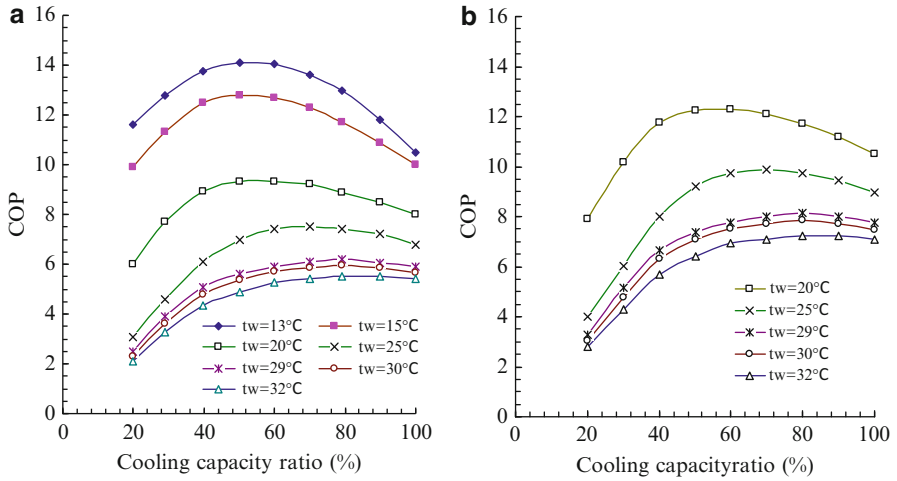 a
16
14
12
10
8
6
4
2
0
COP
0 20 40 60 80 100
Cooling capacity ratio (%)
tw=13°C tw=15°C
tw=20°C tw=25°C
tw=29°C tw=30°C
tw=32°C
b
16
14
12
10
8
6
4
2
0
COP
0 20 40 60 80 100
Cooling capacityratio (%)
tw=20°C
tw=25°C
tw=29°C
tw=30°C
tw=32°C